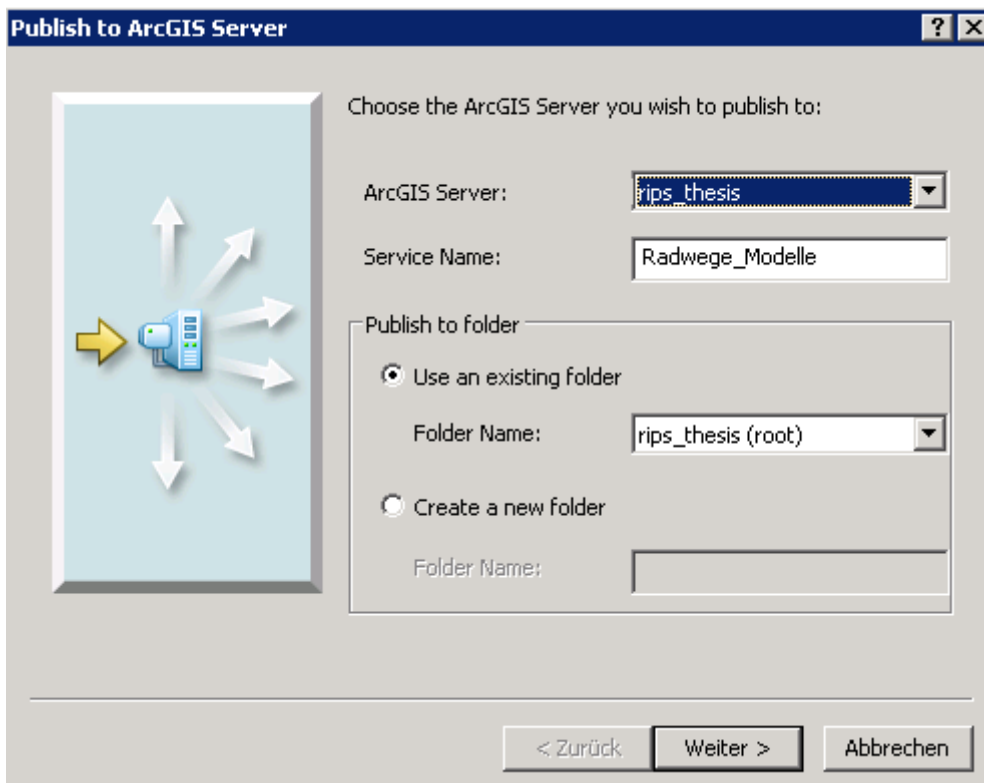 Publish to ArcGIS Server
Choose the ArcGIS Server you wish to publish to:
ArcGIS Server: rips_thesis
Service Name: Radwege_Modelle
Publish to folder
Use an existing folder
Folder Name: rips_thesis (root)
Create a new folder
Folder Name:
< Zurück Weiter > Abbrechen